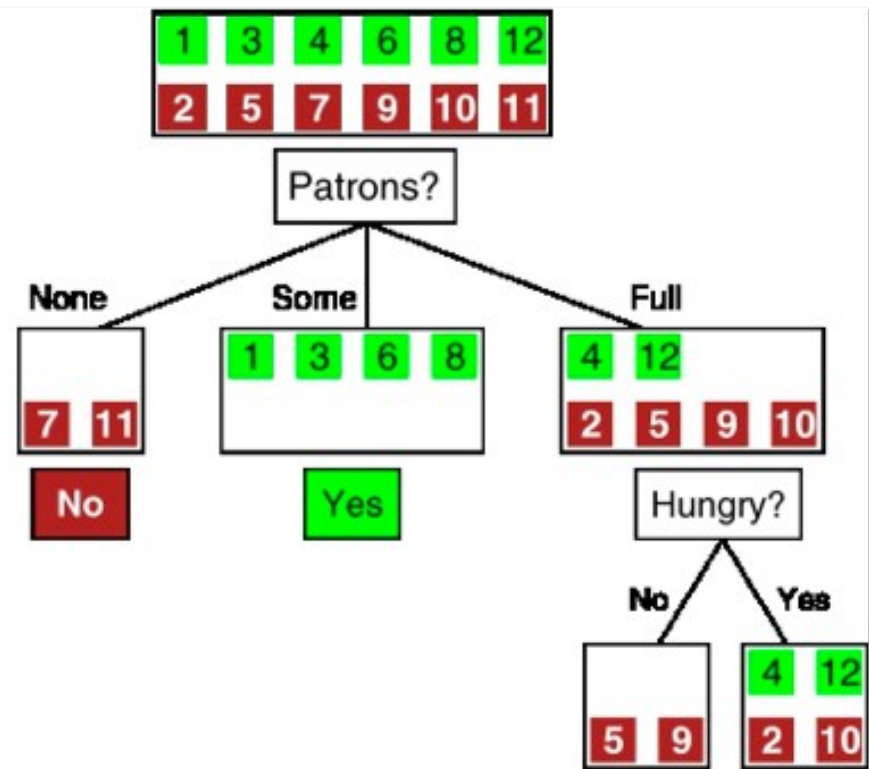 1 3 4 6 8 12
2 5 7 9 10 11
Patrons?
None Some Full
1 3 6 8 4 12
7 11 2 5 9 10
No Yes Hungry?
No Yes
4 12
5 9 2 10